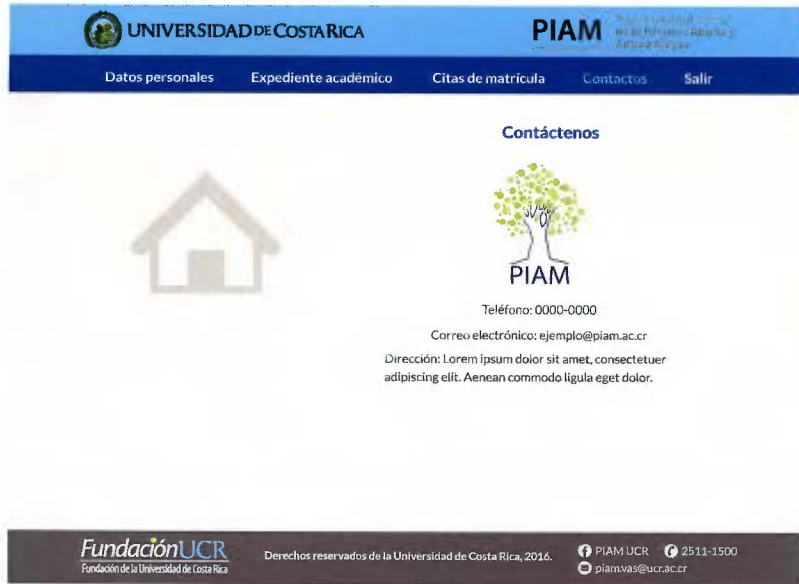 UNIVERSIDAD DE COSTA RICA
PIAM
Datos personales Expediente académico Citas de matrícula Contactos Salir
Contáctenos
PIAM
Teléfono: 0000-0000
Correo electrónico: ejemplo@piam.ac.cr
Dirección: Lorem ipsum dolor sit amet, consectetuer
adipiscing elit. Aenean commodo ligula eget dolor.
FundaciónUCR
Fundación de la Universidad de Costa Rica
Derechos reservados de la Universidad de Costa Rica, 2016.
PIAM UCR 2511-1500
piam.vas@ucr.ac.cr